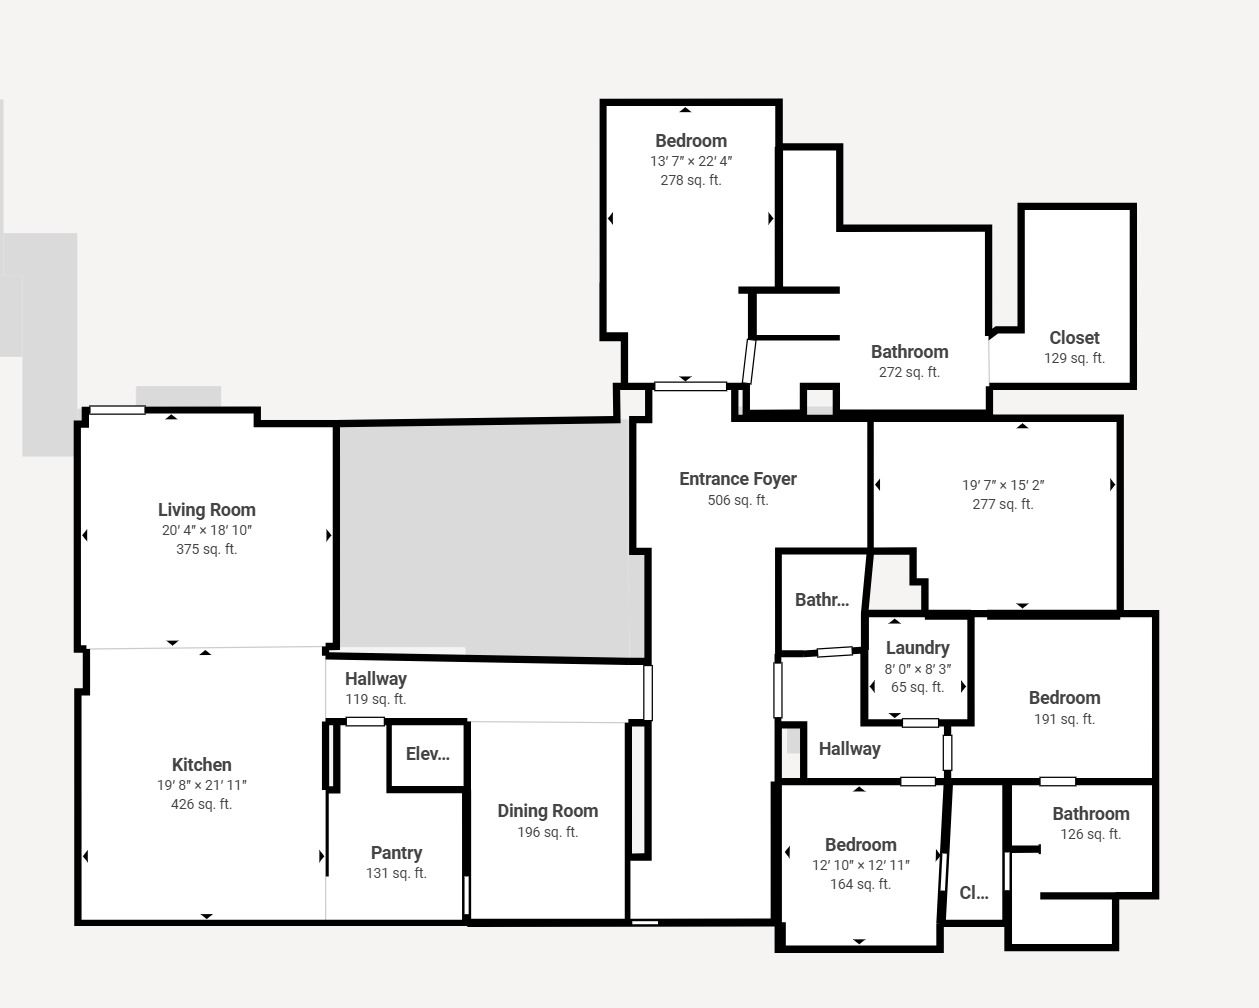 Bedroom
13' 7" × 22' 4"
278 sq. ft.
Bathroom
272 sq. ft.
Closet
129 sq. ft.
Living Room
20' 4" × 18' 10"
375 sq. ft.
Entrance Foyer
506 sq. ft.
19' 7" × 15' 2"
277 sq. ft.
Bathr...
Laundry
8' 0" × 8' 3"
65 sq. ft.
Hallway
119 sq. ft.
Bedroom
191 sq. ft.
Kitchen
19' 8" × 21' 11"
426 sq. ft.
Elev...
Hallway
Dining Room
196 sq. ft.
Pantry
131 sq. ft.
Bedroom
12' 10" × 12' 11"
164 sq. ft.
Cl...
Bathroom
126 sq. ft.